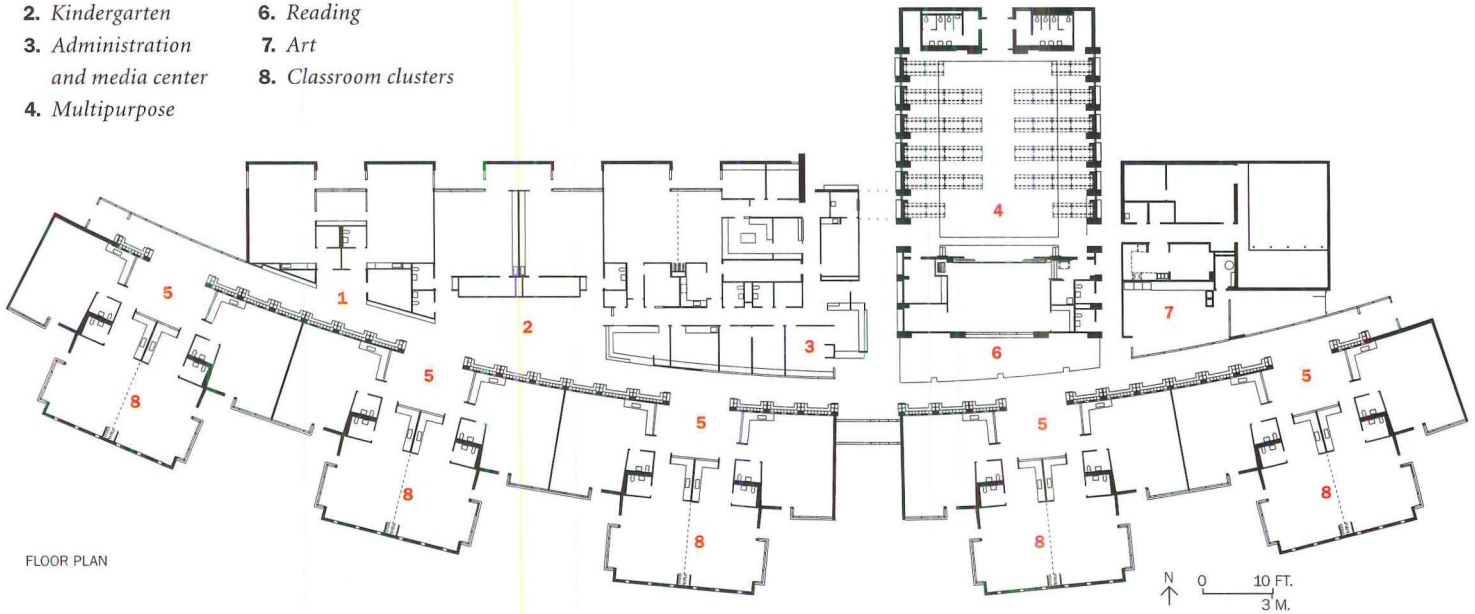 2. Kindergarten
3. Administration
and media center
4. Multipurpose
6. Reading
7. Art
8. Classroom clusters
4
5
1
2
3
6
7
5
5
5
5
5
8
8
8
8
8
FLOOR PLAN
N
0 10 FT.
3 M.